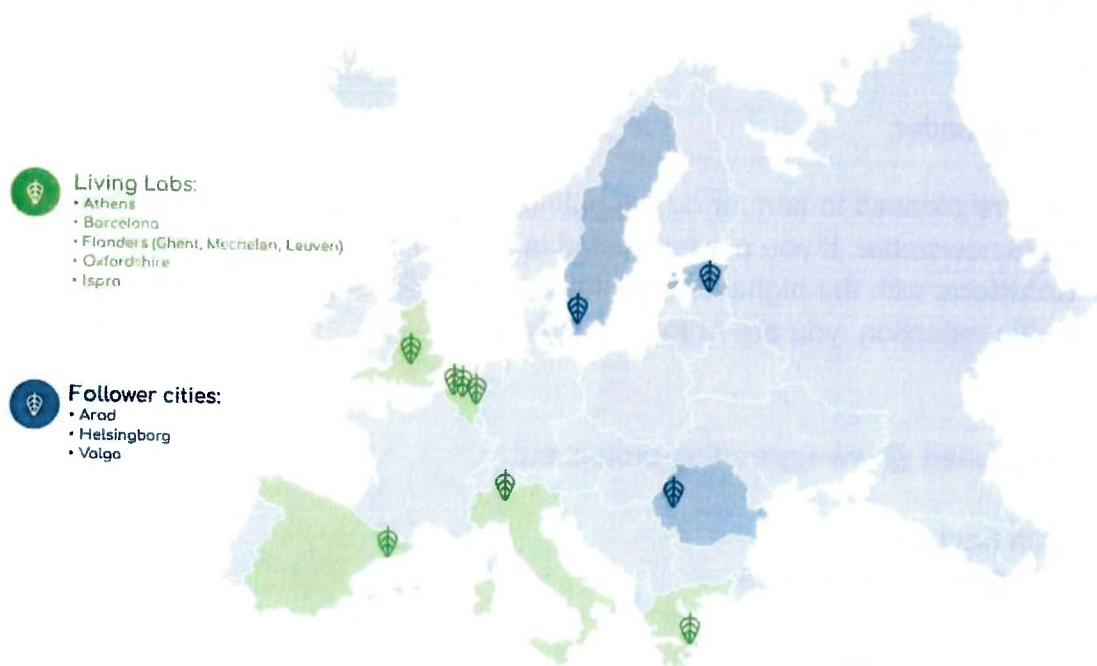 Living Labs:
• Athens
• Barcelona
• Flanders (Ghent, Mechelen, Leuven)
• Oxfordshire
• Ispra
Follower cities:
• Arad
• Helsingborg
• Valga